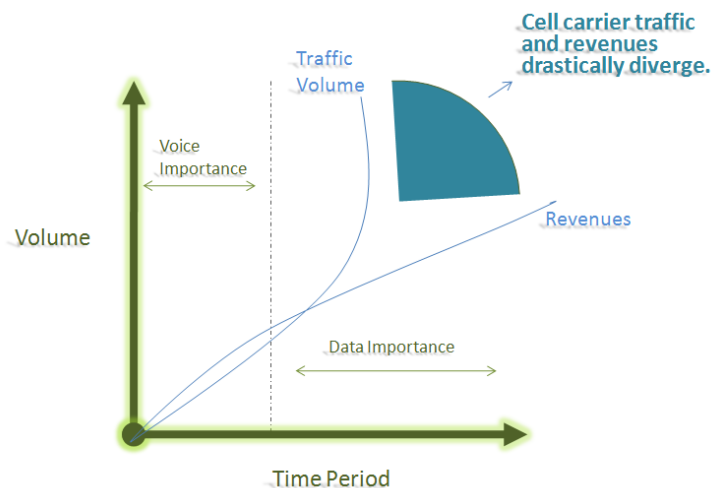 Cell carrier traffic
and revenues
drastically diverge.
Traffic
Volume
Voice
Importance
Revenues
Volume
Data Importance
Time Period